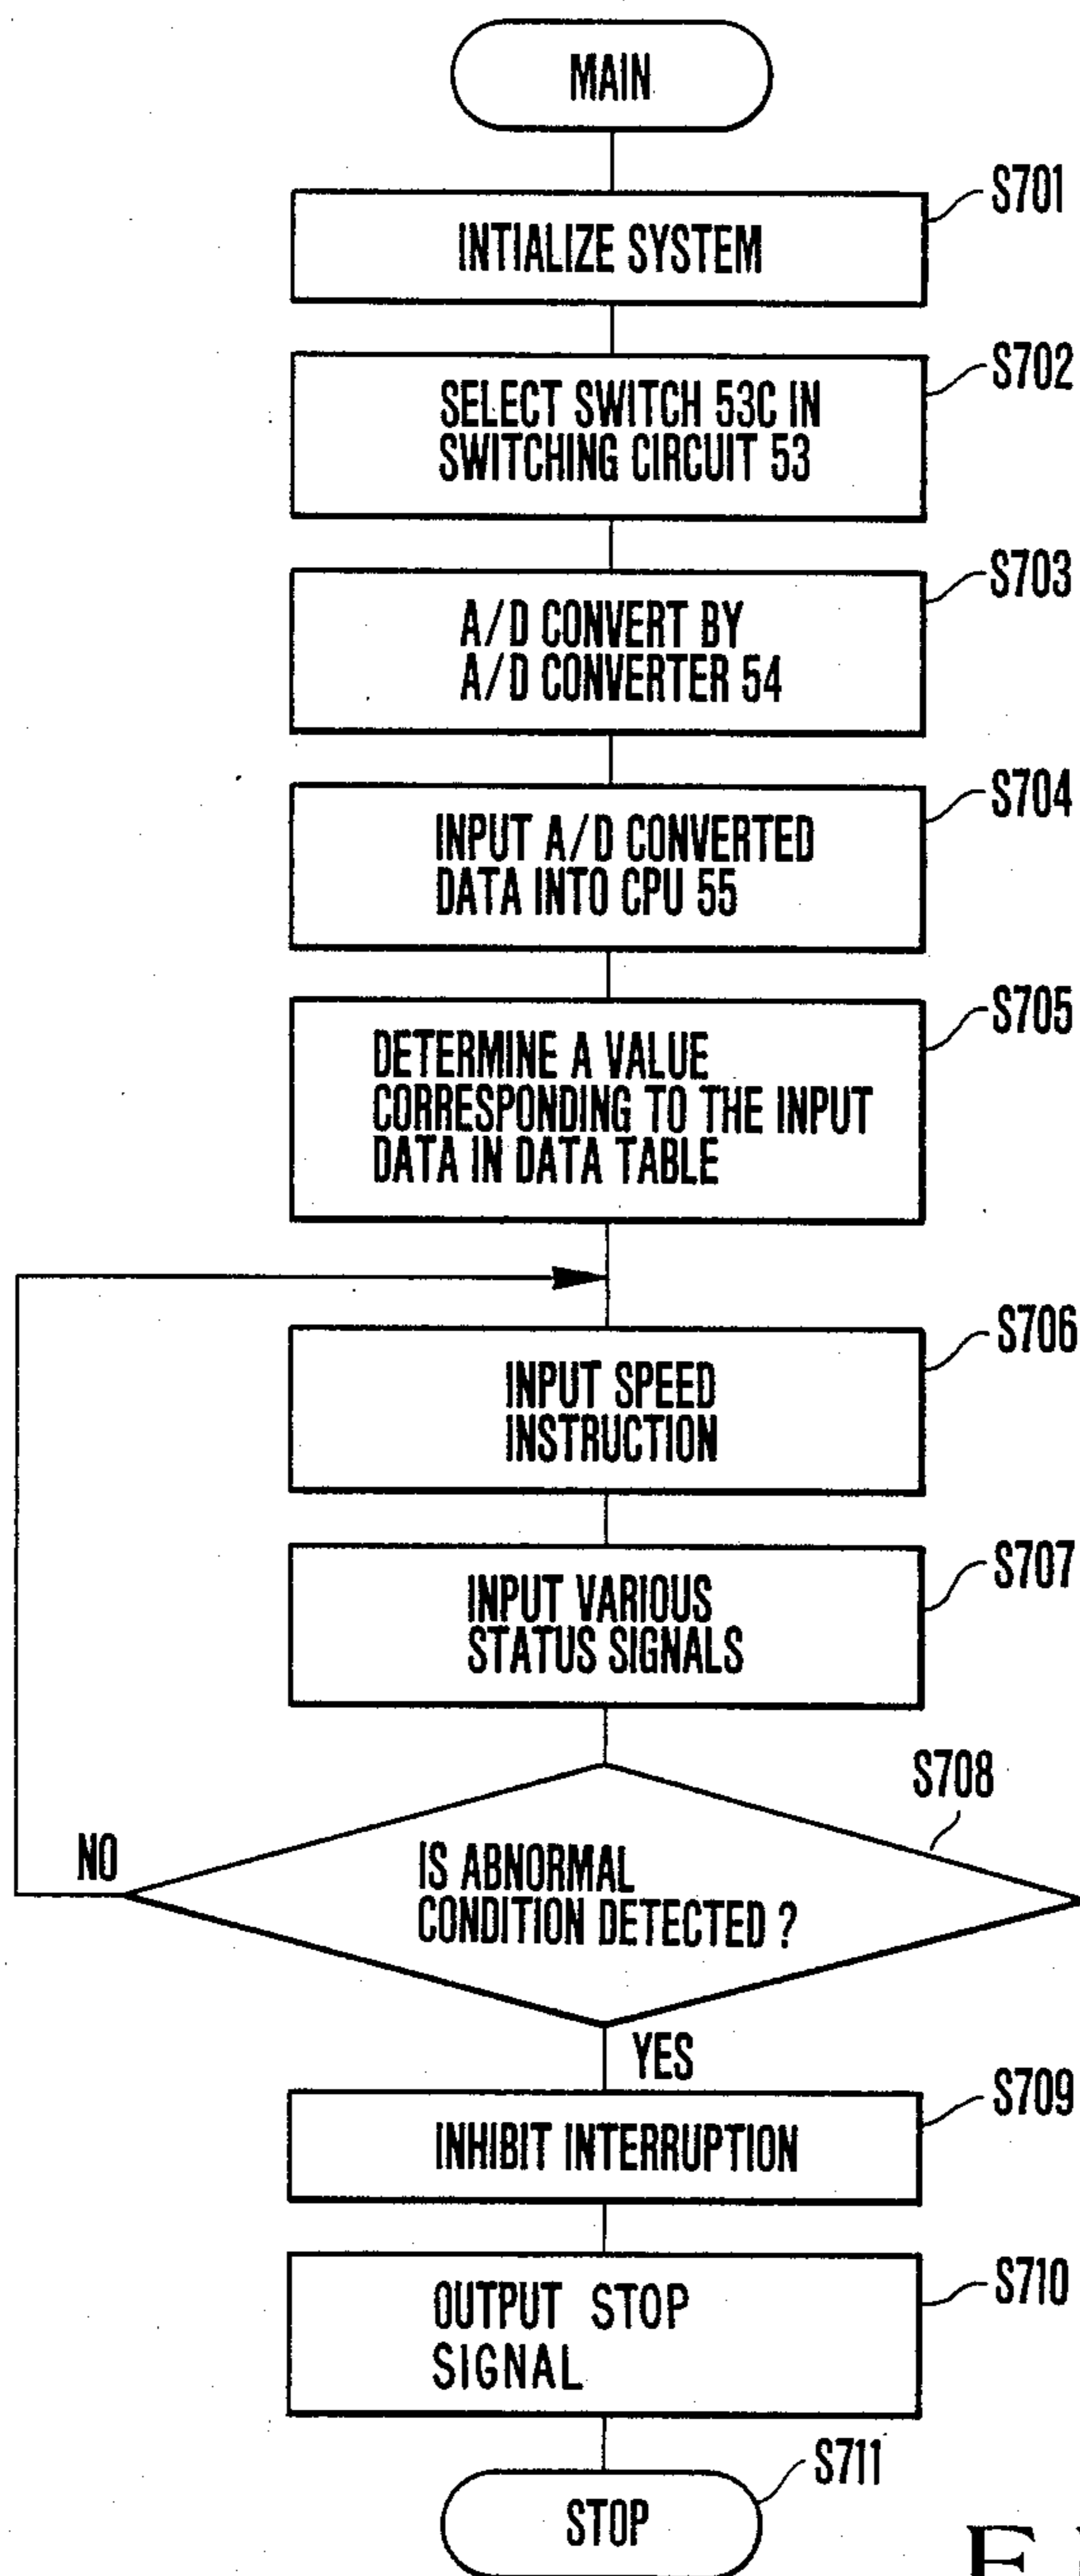 MAIN
S701
INTIALIZE SYSTEM
S702
SELECT SWITCH 53C IN
SWITCHING CIRCUIT 53
S703
A/D CONVERT BY
A/D CONVERTER 54
S704
INPUT A/D CONVERTED
DATA INTO CPU 55
S705
DETERMINE A VALUE
CORRESPONDING TO THE INPUT
DATA IN DATA TABLE
S706
INPUT SPEED
INSTRUCTION
S707
INPUT VARIOUS
STATUS SIGNALS
S708
NO
IS ABNORMAL
CONDITION DETECTED ?
YES
S709
INHIBIT INTERRUPTION
S710
OUTPUT STOP
SIGNAL
S711
STOP